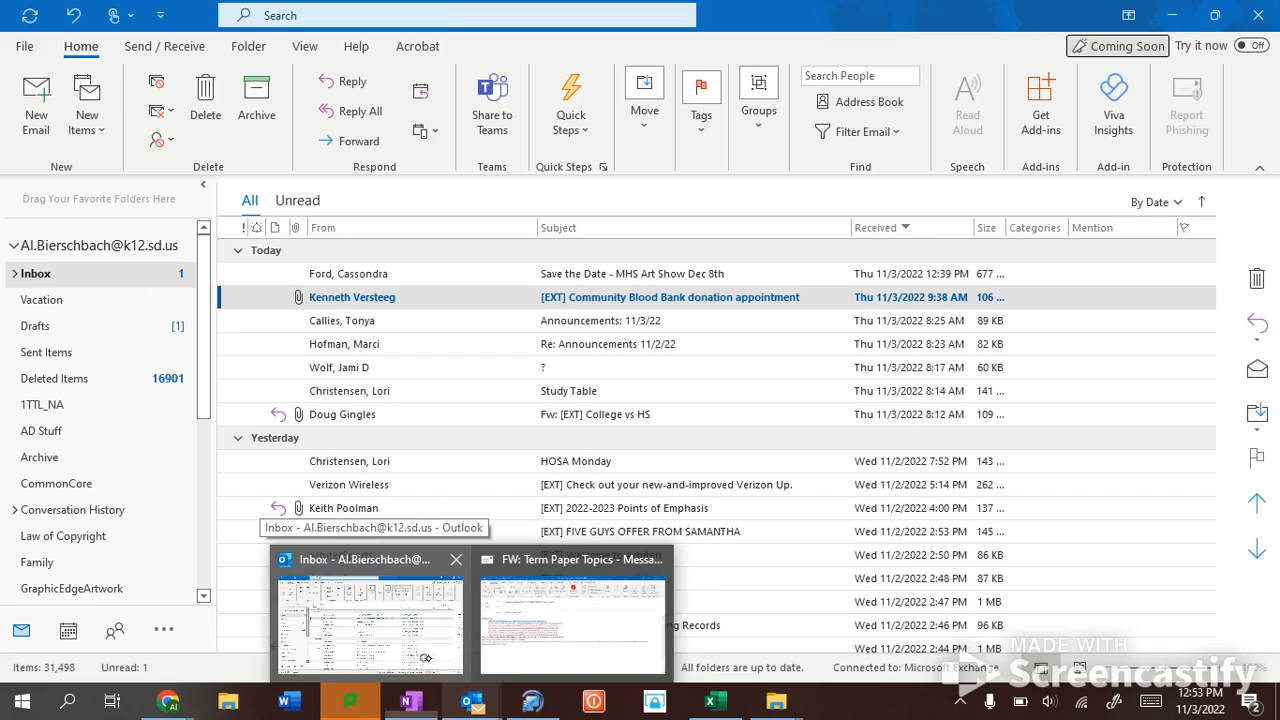 Search
File Home Send / Receive Folder View Help Acrobat Coming Soon Try it now Off
New Email New Items Delete Archive Reply Reply All Forward Share to Teams Quick Steps Move Tags Groups Search People Address Book Filter Email Read Aloud Get Add-ins Viva Insights Report Phishing
New Delete Respond Teams Quick Steps Find Speech Add-ins Add-in Protection
Drag Your Favorite Folders Here
All Unread By Date
! From Subject Received Size Categories Mention
Al.Bierschbach@k12.sd.us
Inbox 1
Vacation
Drafts [1]
Sent Items
Deleted Items 16901
1TTL_NA
AD Stuff
Archive
CommonCore
Conversation History
Law of Copyright
Family
GraphicEdgeArtwork
Today
Ford, Cassondra Save the Date - MHS Art Show Dec 8th Thu 11/3/2022 12:39 PM 677 ...
Kenneth Versteeg [EXT] Community Blood Bank donation appointment Thu 11/3/2022 9:38 AM 106 ...
Callies, Tonya Announcements: 11/3/22 Thu 11/3/2022 8:25 AM 89 KB
Hofman, Marci Re: Announcements 11/2/22 Thu 11/3/2022 8:23 AM 82 KB
Wolf, Jami D ? Thu 11/3/2022 8:17 AM 60 KB
Christensen, Lori Study Table Thu 11/3/2022 8:14 AM 141 ...
Doug Gingles Fw: [EXT] College vs HS Thu 11/3/2022 8:12 AM 109 ...
Yesterday
Christensen, Lori HOSA Monday Wed 11/2/2022 7:52 PM 143 ...
Verizon Wireless [EXT] Check out your new-and-improved Verizon Up. Wed 11/2/2022 5:14 PM 262 ...
Keith Poolman [EXT] 2022-2023 Points of Emphasis Wed 11/2/2022 4:00 PM 137 ...
[EXT] FIVE GUYS OFFER FROM SAMANTHA Wed 11/2/2022 2:53 PM 145 ...
Wed 11/2/2022 2:50 PM 86 KB
Wed 11/2/2022 2:48 PM 87 KB
Wed 11/2/2022 2:47 PM 1 MB
ng Records Wed 11/2/2022 2:46 PM 96 KB
Wed 11/2/2022 2:44 PM 1 MB
Inbox - Al.Bierschbach@k12.sd.us - Outlook
Inbox - Al.Bierschbach@... FW: Term Paper Topics - Messa...
Items: 31,498 Unread: 1 All folders are up to date. Connected to: Microsoft Exchange
MADE WITH
Screencastify
12:53 PM
11/3/2022
2